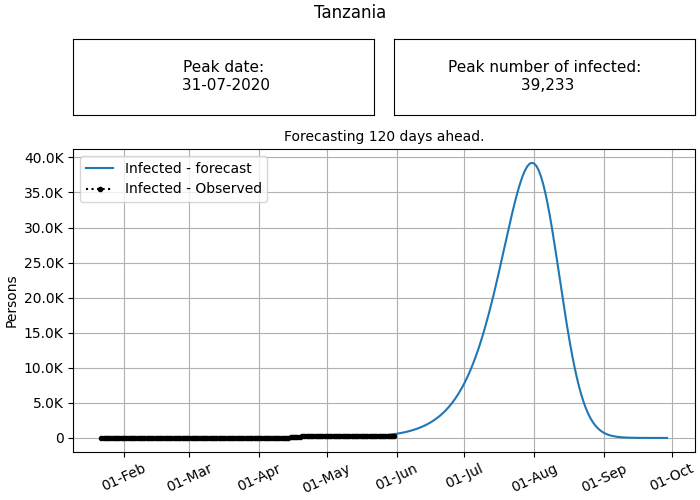 Tanzania
Peak date:
31-07-2020
Peak number of infected:
39,233
Forecasting 120 days ahead.
Infected - forecast
Infected - Observed
Persons
40.0K
35.0K
30.0K
25.0K
20.0K
15.0K
10.0K
5.0K
0
01-Feb
01-Mar
01-Apr
01-May
01-Jun
01-Jul
01-Aug
01-Sep
01-Oct